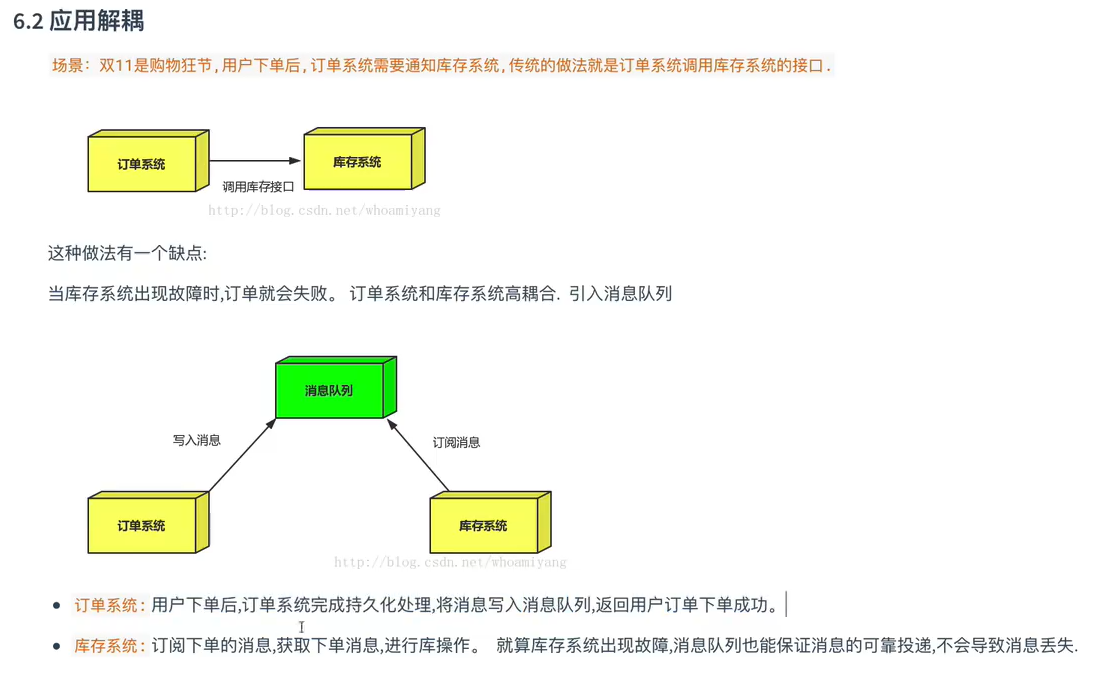 6.2 应用解耦
场景：双11是购物狂节,用户下单后,订单系统需要通知库存系统,传统的做法就是订单系统调用库存系统的接口.
订单系统
库存系统
调用库存接口
http://blog.csdn.net/whoamiyang
这种做法有一个缺点:
当库存系统出现故障时,订单就会失败。 订单系统和库存系统高耦合. 引入消息队列
消息队列
写入消息
订阅消息
订单系统
库存系统
http://blog.csdn.net/whoamiyang
• 订单系统：用户下单后,订单系统完成持久化处理,将消息写入消息队列,返回用户订单下单成功。
• 库存系统：订阅下单的消息,获取下单消息,进行库操作。 就算库存系统出现故障,消息队列也能保证消息的可靠投递,不会导致消息丢失.